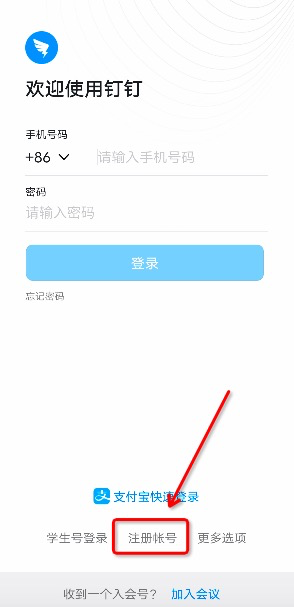 欢迎使用钉钉
手机号码
+86 请输入手机号码
密码
请输入密码
登录
忘记密码
支付宝快速登录
学生号登录 注册帐号 更多选项
收到一个入会号? 加入会议